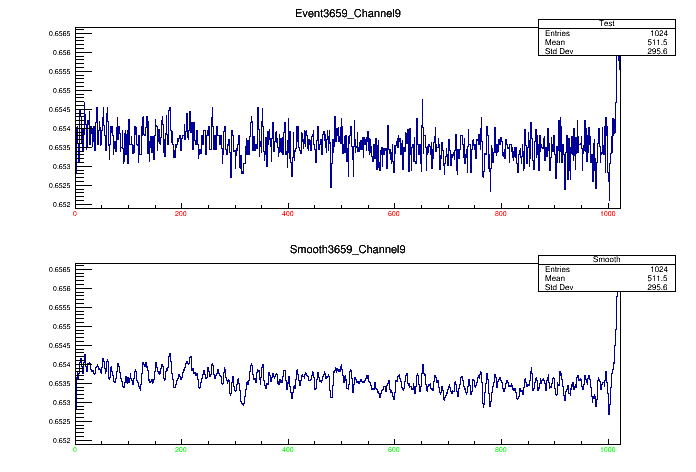 Event3659_Channel9
Test
Entries 1024
Mean 511.5
Std Dev 295.6
0.6565
0.656
0.6555
0.655
0.6545
0.654
0.6535
0.653
0.6525
0.652
0 200 400 600 800 1000
Smooth3659_Channel9
Smooth
Entries 1024
Mean 511.5
Std Dev 295.6
0.6565
0.656
0.6555
0.655
0.6545
0.654
0.6535
0.653
0.6525
0.652
0 200 400 600 800 1000